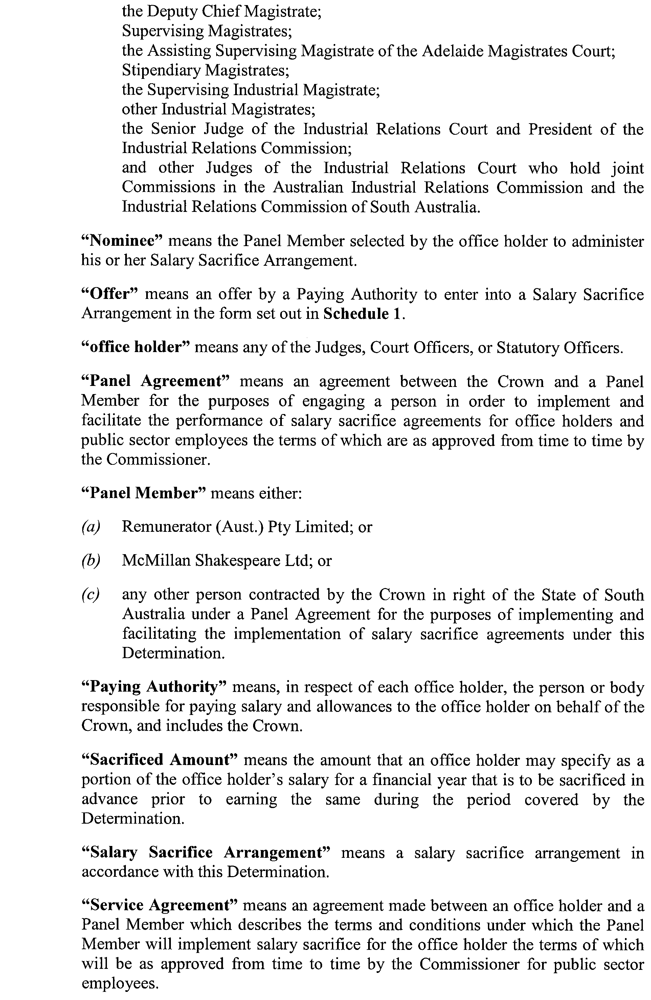 the Deputy Chief Magistrate;
Supervising Magistrates;
the Assisting Supervising Magistrate of the Adelaide Magistrates Court;
Stipendiary Magistrates;
the Supervising Industrial Magistrate;
other Industrial Magistrates;
the Senior Judge of the Industrial Relations Court and President of the
Industrial Relations Commission;
and other Judges of the Industrial Relations Court who hold joint
Commissions in the Australian Industrial Relations Commission and the
Industrial Relations Commission of South Australia.
“Nominee” means the Panel Member selected by the office holder to administer
his or her Salary Sacrifice Arrangement.
“Offer” means an offer by a Paying Authority to enter into a Salary Sacrifice
Arrangement in the form set out in Schedule 1.
“office holder” means any of the Judges, Court Officers, or Statutory Officers.
“Panel Agreement” means an agreement between the Crown and a Panel
Member for the purposes of engaging a person in order to implement and
facilitate the performance of salary sacrifice agreements for office holders and
public sector employees the terms of which are as approved from time to time by
the Commissioner.
“Panel Member” means either:
(a) Remunerator (Aust.) Pty Limited; or
(b) McMillan Shakespeare Ltd; or
(c) any other person contracted by the Crown in right of the State of South
Australia under a Panel Agreement for the purposes of implementing and
facilitating the implementation of salary sacrifice agreements under this
Determination.
“Paying Authority” means, in respect of each office holder, the person or body
responsible for paying salary and allowances to the office holder on behalf of the
Crown, and includes the Crown.
“Sacrificed Amount” means the amount that an office holder may specify as a
portion of the office holder’s salary for a financial year that is to be sacrificed in
advance prior to earning the same during the period covered by the
Determination.
“Salary Sacrifice Arrangement” means a salary sacrifice arrangement in
accordance with this Determination.
“Service Agreement” means an agreement made between an office holder and a
Panel Member which describes the terms and conditions under which the Panel
Member will implement salary sacrifice for the office holder the terms of which
will be as approved from time to time by the Commissioner for public sector
employees.